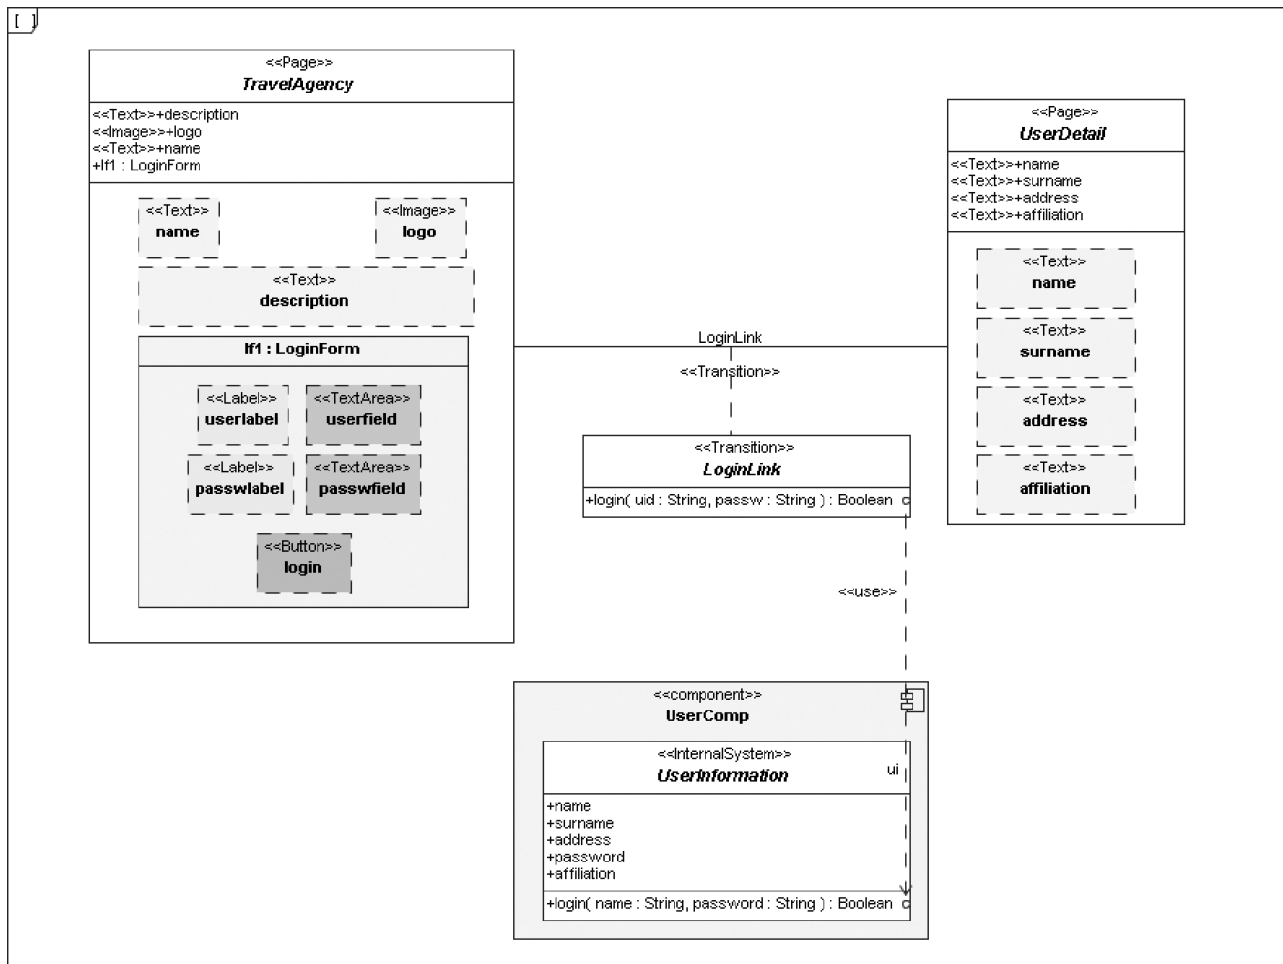 [ ]
<<Page>>
TravelAgency
<<Text>>+description
<<Image>>+logo
<<Text>>+name
+lf1 : LoginForm
<<Text>>
name
<<Image>>
logo
<<Text>>
description
lf1 : LoginForm
<<Label>>
userlabel
<<TextArea>>
userfield
<<Label>>
passwlabel
<<TextArea>>
passwfield
<<Button>>
login
LoginLink
<<Transition>>
<<Transition>>
LoginLink
+login( uid : String, passw : String ) : Boolean
<<use>>
<<Page>>
UserDetail
<<Text>>+name
<<Text>>+surname
<<Text>>+address
<<Text>>+affiliation
<<Text>>
name
<<Text>>
surname
<<Text>>
address
<<Text>>
affiliation
<<component>>
UserComp
<<InternalSystem>>
UserInformation
ui
+name
+surname
+address
+password
+affiliation
+login( name : String, password : String ) : Boolean